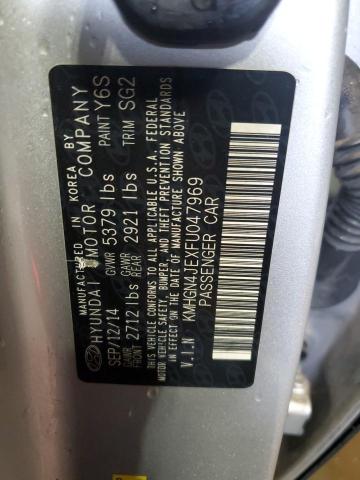 MANUFACTURED IN KOREA BY
HYUNDAI MOTOR COMPANY
SEP/12/14 GVWR 5379 lbs PAINT Y6S
GAWR FRONT 2712 lbs GAWR REAR 2921 lbs TRIM SG2
THIS VEHICLE CONFORMS TO ALL APPLICABLE U.S.A. FEDERAL
MOTOR VEHICLE SAFETY, BUMPER, AND THEFT PREVENTION STANDARDS
IN EFFECT ON THE DATE OF MANUFACTURE SHOWN ABOVE
V.I.N KMHGN4JEXFU047969
PASSENGER CAR